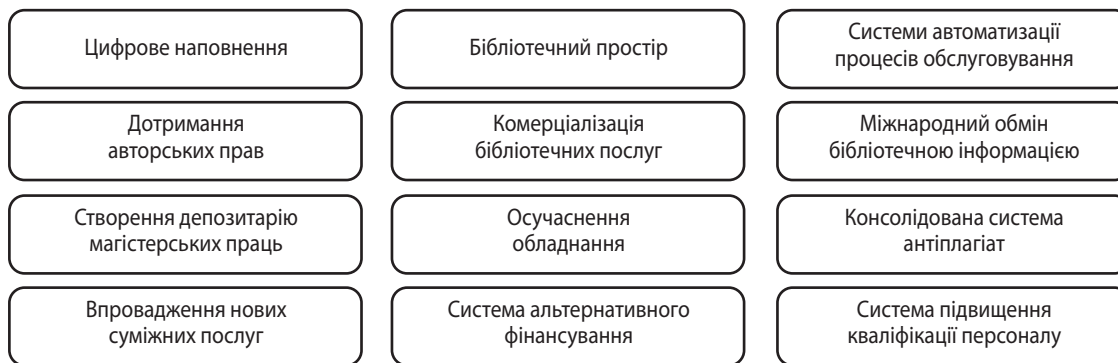 Цифрове наповнення
Бібліотечний простір
Системи автоматизації
процесів обслуговування
Дотримання
авторських прав
Комерціалізація
бібліотечних послуг
Міжнародний обмін
бібліотечною інформацією
Створення депозитарію
магістерських праць
Осучаснення
обладнання
Консолідована система
антіплагіат
Впровадження нових
суміжних послуг
Система альтернативного
фінансування
Система підвищення
кваліфікації персоналу